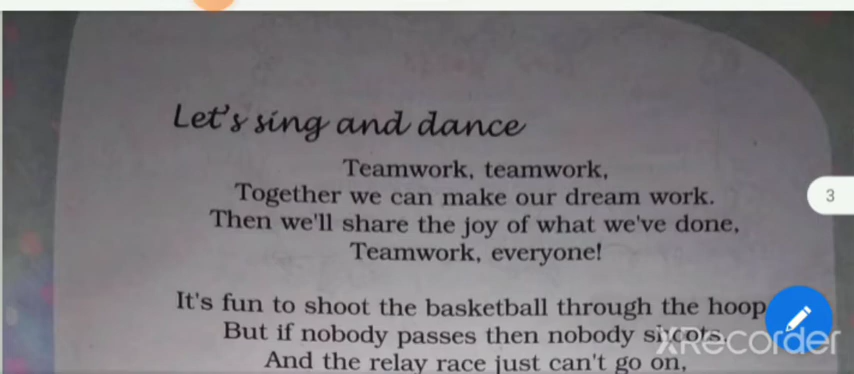 Let's sing and dance
Teamwork, teamwork,
Together we can make our dream work.
Then we'll share the joy of what we've done,
Teamwork, everyone!
3
It's fun to shoot the basketball through the hoop
But if nobody passes then nobody shoots.
XRecorder
And the relay race just can't go on,